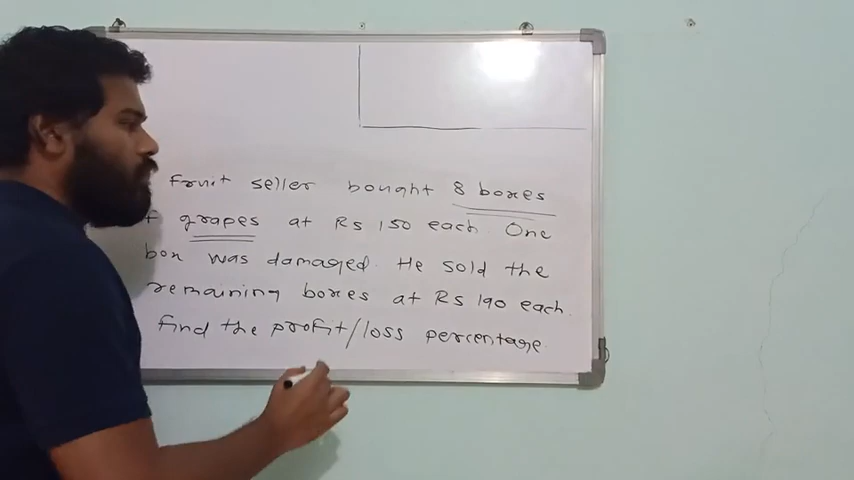 Fruit seller bought 8 boxes
grapes at Rs 150 each One
box was damaged. He sold the
remaining boxes at Rs 190 each.
find the profit/loss percentage.